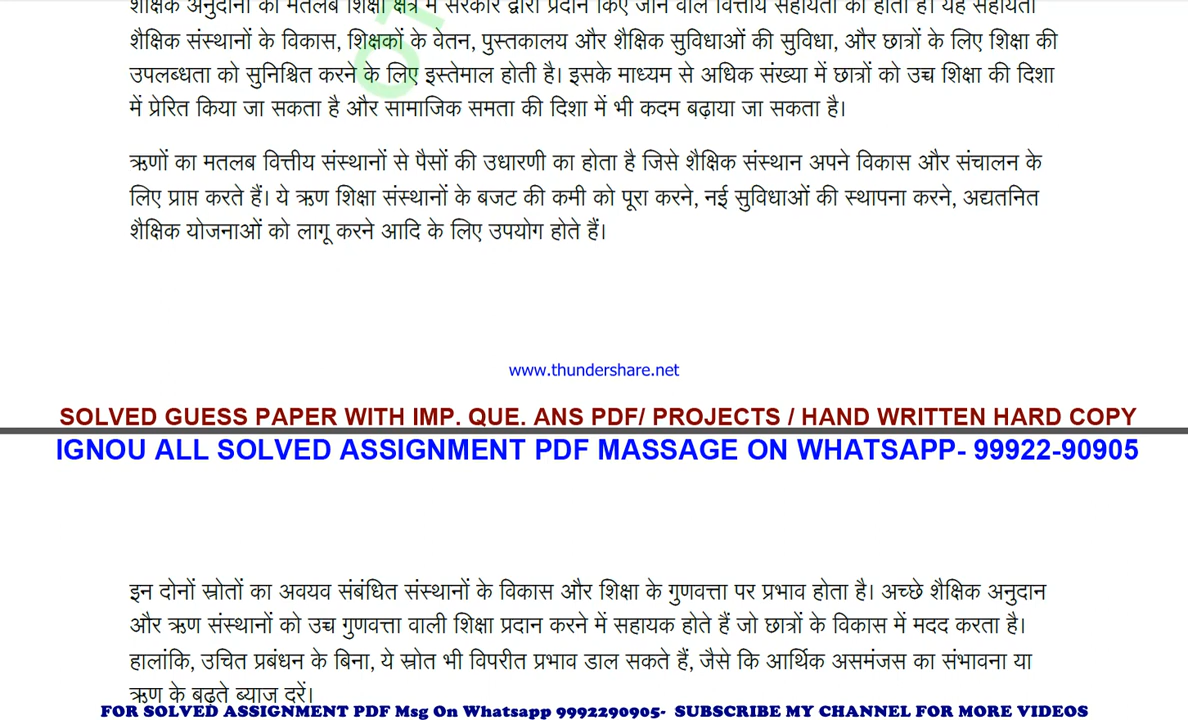 शैक्षिक अनुदानों का मतलब शिक्षा क्षेत्र में सरकार द्वारा प्रदान किए जाने वाले वित्तीय सहायता का होता है। यह सहायता
शैक्षिक संस्थानों के विकास, शिक्षकों के वेतन, पुस्तकालय और शैक्षिक सुविधाओं की सुविधा, और छात्रों के लिए शिक्षा की
उपलब्धता को सुनिश्चित करने के लिए इस्तेमाल होती है। इसके माध्यम से अधिक संख्या में छात्रों को उच्च शिक्षा की दिशा
में प्रेरित किया जा सकता है और सामाजिक समता की दिशा में भी कदम बढ़ाया जा सकता है।
ऋणों का मतलब वित्तीय संस्थानों से पैसों की उधारणी का होता है जिसे शैक्षिक संस्थान अपने विकास और संचालन के
लिए प्राप्त करते हैं। ये ऋण शिक्षा संस्थानों के बजट की कमी को पूरा करने, नई सुविधाओं की स्थापना करने, अद्यतनित
शैक्षिक योजनाओं को लागू करने आदि के लिए उपयोग होते हैं।
www.thundershare.net
SOLVED GUESS PAPER WITH IMP. QUE. ANS PDF/ PROJECTS / HAND WRITTEN HARD COPY
IGNOU ALL SOLVED ASSIGNMENT PDF MASSAGE ON WHATSAPP- 99922-90905
इन दोनों स्रोतों का अवयव संबंधित संस्थानों के विकास और शिक्षा के गुणवत्ता पर प्रभाव होता है। अच्छे शैक्षिक अनुदान
और ऋण संस्थानों को उच्च गुणवत्ता वाली शिक्षा प्रदान करने में सहायक होते हैं जो छात्रों के विकास में मदद करता है।
हालांकि, उचित प्रबंधन के बिना, ये स्रोत भी विपरीत प्रभाव डाल सकते हैं, जैसे कि आर्थिक असमंजस का संभावना या
ऋण के बढ़ते ब्याज दरें।
FOR SOLVED ASSIGNMENT PDF Msg On Whatsapp 9992290905- SUBSCRIBE MY CHANNEL FOR MORE VIDEOS